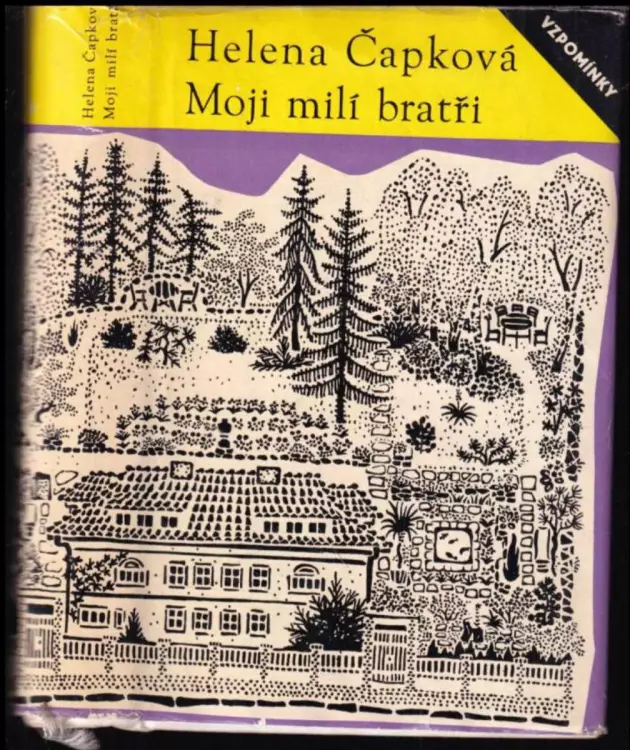 Helena Čapková
Moji milí bratři
Helena Čapková
Moji milí bratři
VZPOMÍNKY